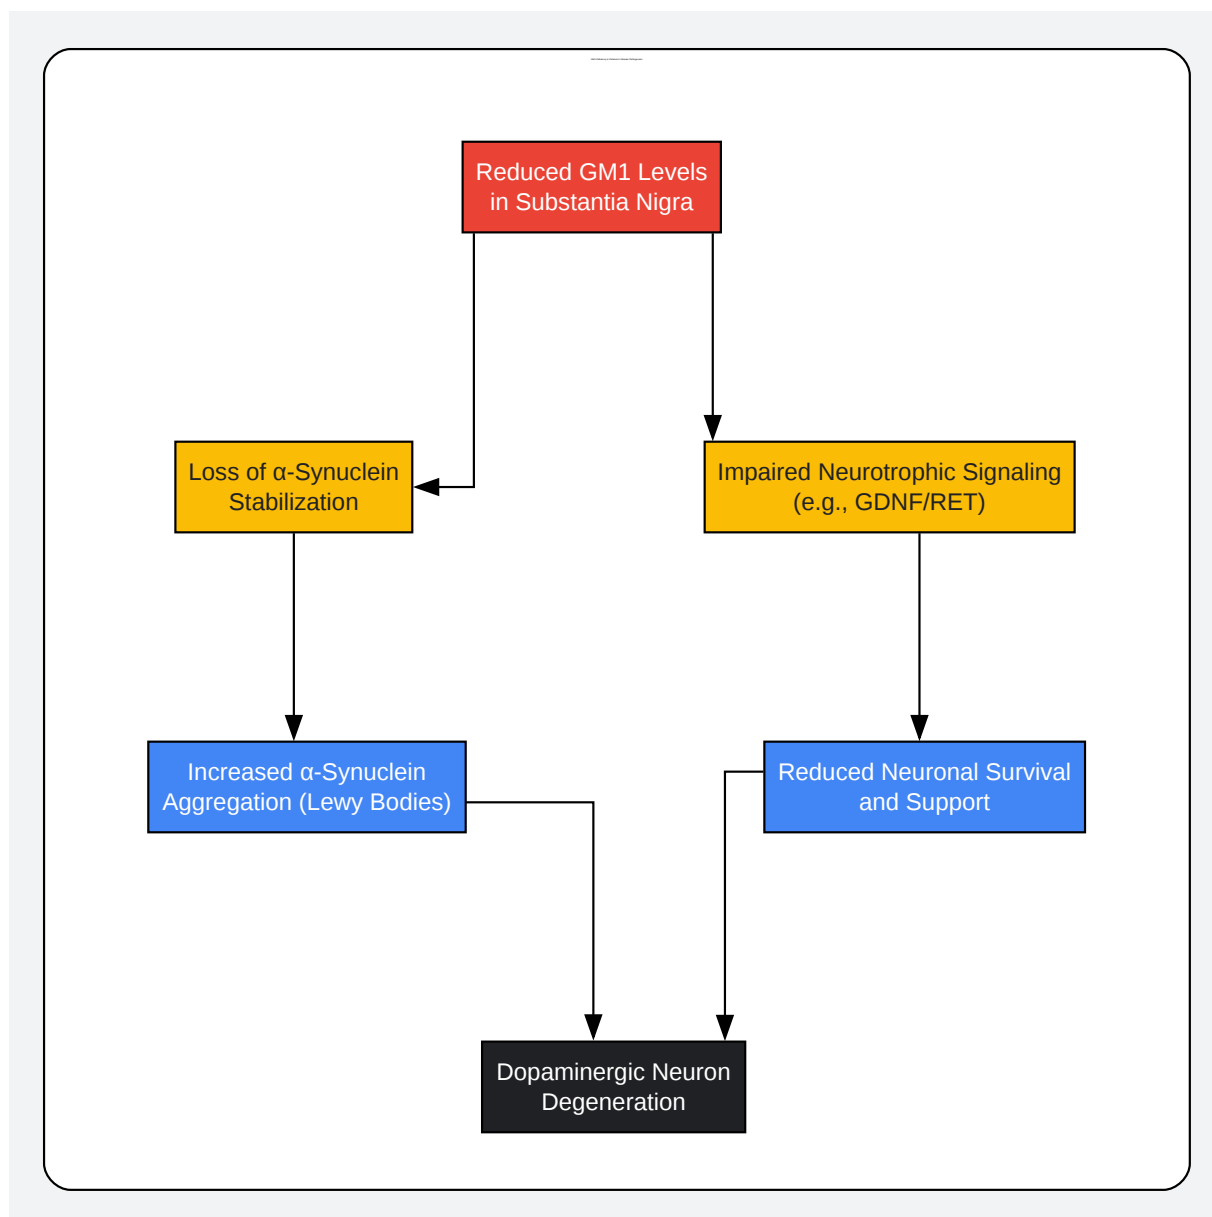 Reduced GM1 Levels
in Substantia Nigra
Loss of α-Synuclein
Stabilization
Impaired Neurotrophic Signaling
(e.g., GDNF/RET)
Increased α-Synuclein
Aggregation (Lewy Bodies)
Reduced Neuronal Survival
and Support
Dopaminergic Neuron
Degeneration